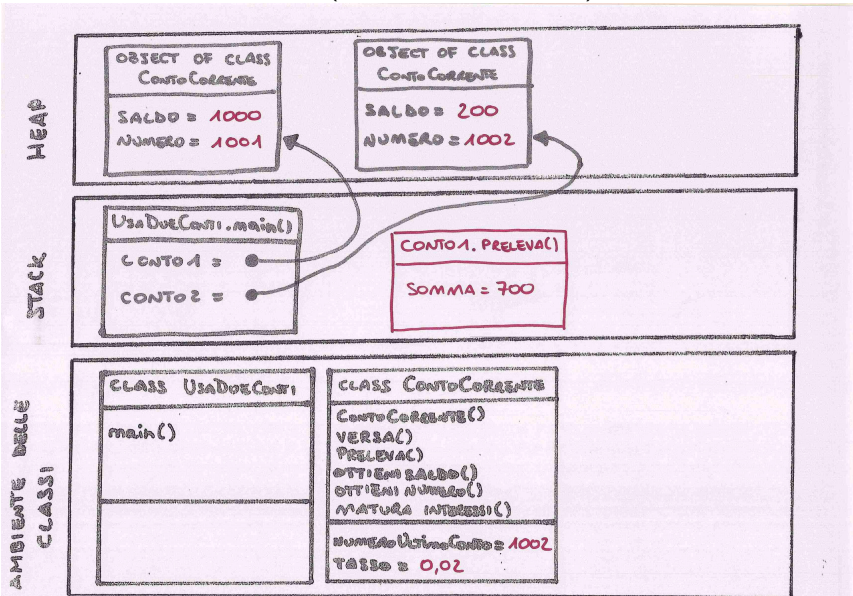 HEAP
OBJECT OF CLASS
ContoCorrente
SALDO = 1000
NUMERO = 1001
OBJECT OF CLASS
ContoCorrente
SALDO = 200
NUMERO = 1002
STACK
UsaDueConti.main()
CONTO1 =
CONTO2 =
CONTO1.PRELEVA()
SOMMA = 700
AMBIENTE DELLE
CLASSI
CLASS UsaDueConti
main()
CLASS ContoCorrente
ContoCorrente()
VERSA()
PRELEVA()
OTTIENI SALDO()
OTTIENI NUMERO()
MATURA INTERESSI()
NUMERO UltimoConto = 1002
TASSO = 0,02